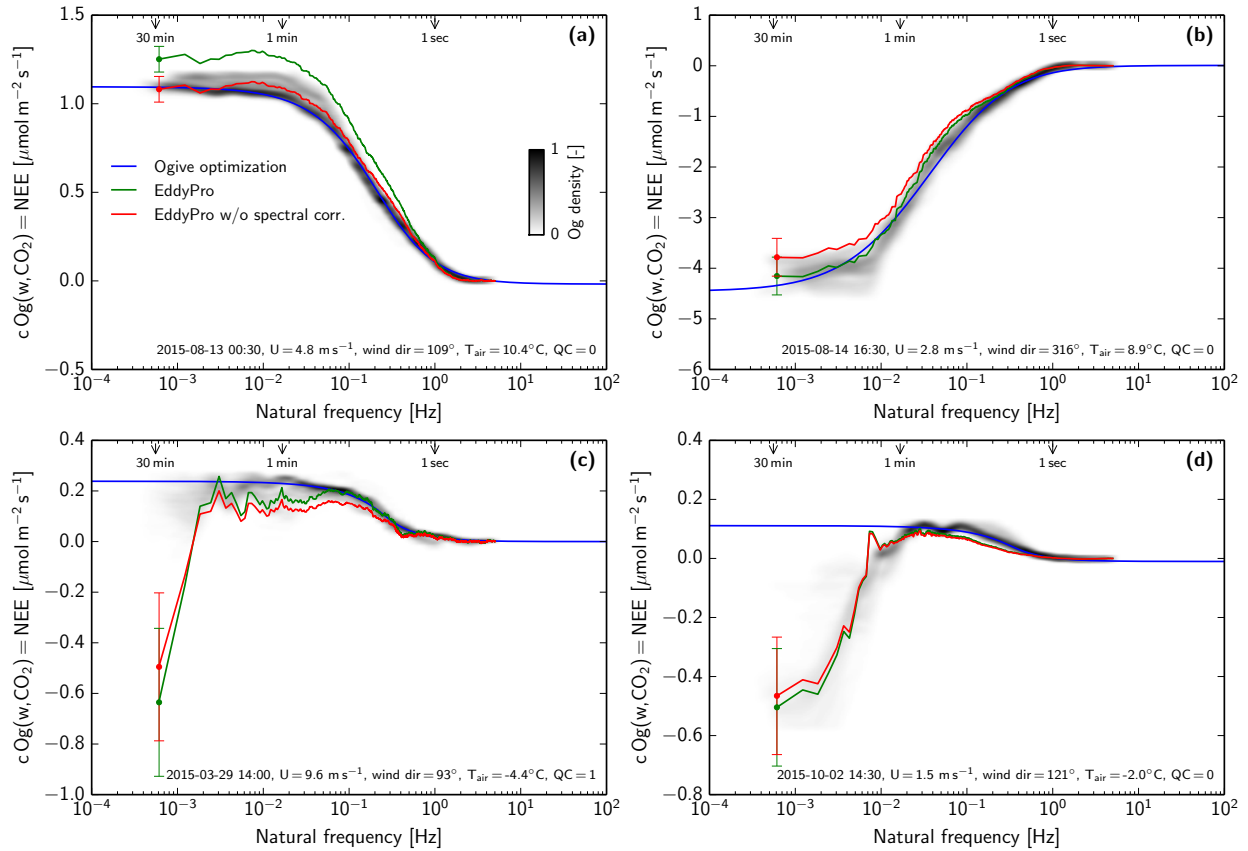 30 min
1 min
1 sec
(a)
1.5
1.0
0.5
0.0
−0.5
c Og(w,CO₂) = NEE [μmol m⁻² s⁻¹]
Ogive optimization
EddyPro
EddyPro w/o spectral corr.
1
0
Og density [-]
2015-08-13 00:30, U = 4.8 m s⁻¹, wind dir = 109°, T_air = 10.4°C, QC = 0
10⁻⁴ 10⁻³ 10⁻² 10⁻¹ 10⁰ 10¹ 10²
Natural frequency [Hz]
30 min
1 min
1 sec
(b)
1
0
−1
−2
−3
−4
−5
−6
c Og(w,CO₂) = NEE [μmol m⁻² s⁻¹]
2015-08-14 16:30, U = 2.8 m s⁻¹, wind dir = 316°, T_air = 8.9°C, QC = 0
10⁻⁴ 10⁻³ 10⁻² 10⁻¹ 10⁰ 10¹ 10²
Natural frequency [Hz]
30 min
1 min
1 sec
(c)
0.4
0.2
0.0
−0.2
−0.4
−0.6
−0.8
−1.0
c Og(w,CO₂) = NEE [μmol m⁻² s⁻¹]
2015-03-29 14:00, U = 9.6 m s⁻¹, wind dir = 93°, T_air = -4.4°C, QC = 1
10⁻⁴ 10⁻³ 10⁻² 10⁻¹ 10⁰ 10¹ 10²
Natural frequency [Hz]
30 min
1 min
1 sec
(d)
0.4
0.2
0.0
−0.2
−0.4
−0.6
−0.8
c Og(w,CO₂) = NEE [μmol m⁻² s⁻¹]
2015-10-02 14:30, U = 1.5 m s⁻¹, wind dir = 121°, T_air = -2.0°C, QC = 0
10⁻⁴ 10⁻³ 10⁻² 10⁻¹ 10⁰ 10¹ 10²
Natural frequency [Hz]